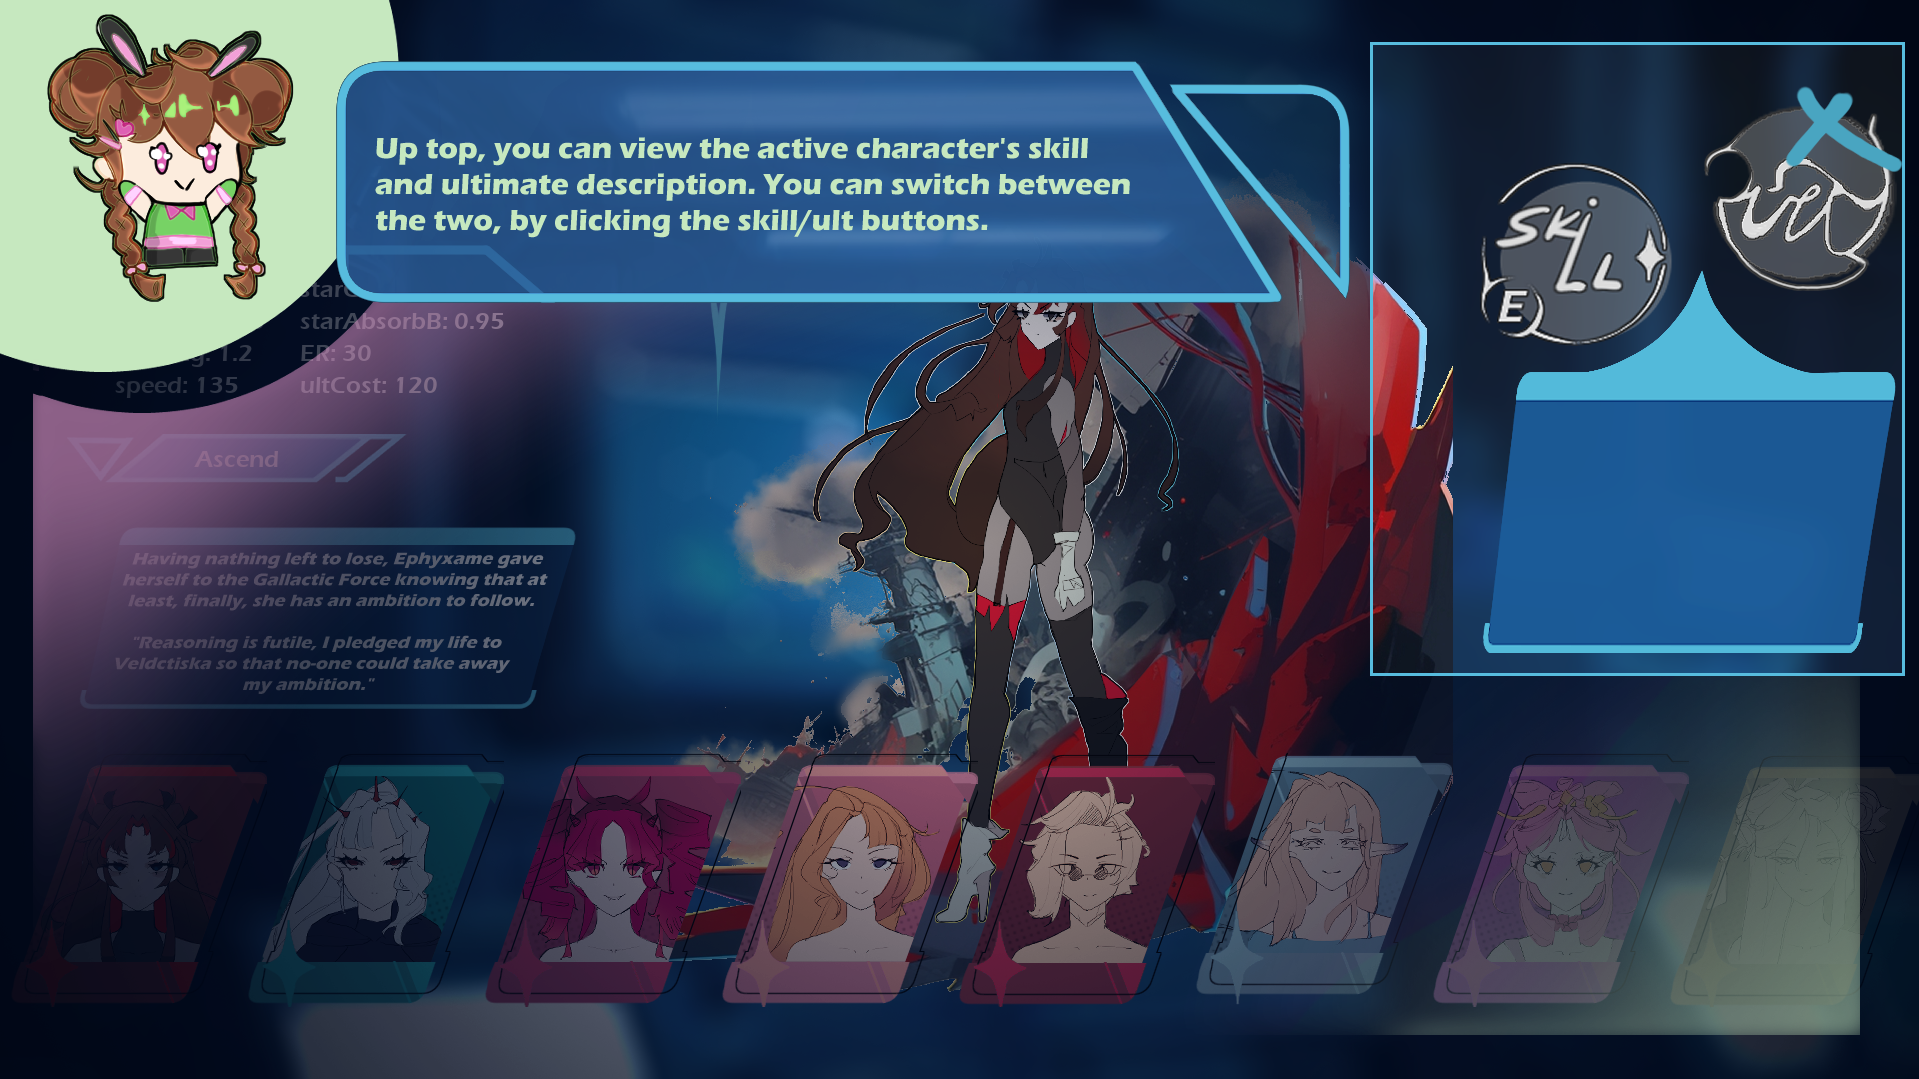 Up top, you can view the active character's skill
and ultimate description. You can switch between
the two, by clicking the skill/ult buttons.
SKiLL
E
ult
starAbsorbB: 0.95
1.2
ER: 30
speed: 135
ultCost: 120
Ascend
Having nathing left to lose, Ephyxame gave
herself to the Gallactic Force knowing that at
least, finally, she has an ambition to follow.
"Reasoning is futile, I pledged my life to
Veldctiska so that no-one could take away
my ambition."